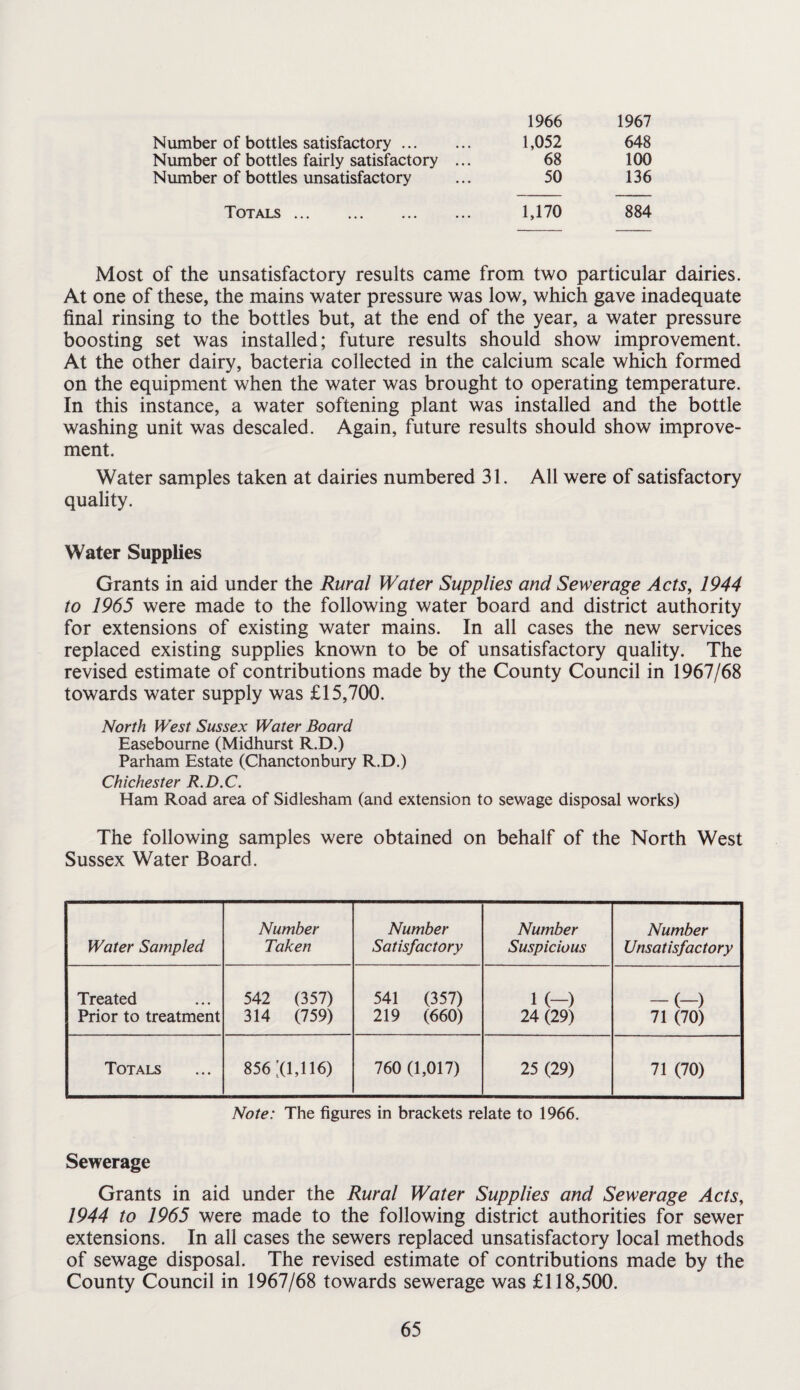 1966 1967
Number of bottles satisfactory ... ... 1,052 648
Number of bottles fairly satisfactory ... 68 100
Number of bottles unsatisfactory ... 50 136
TOTALS ... ... ... ... 1,170 884
Most of the unsatisfactory results came from two particular dairies.
At one of these, the mains water pressure was low, which gave inadequate
final rinsing to the bottles but, at the end of the year, a water pressure
boosting set was installed; future results should show improvement.
At the other dairy, bacteria collected in the calcium scale which formed
on the equipment when the water was brought to operating temperature.
In this instance, a water softening plant was installed and the bottle
washing unit was descaled. Again, future results should show improve-
ment.
Water samples taken at dairies numbered 31. All were of satisfactory
quality.
Water Supplies
Grants in aid under the Rural Water Supplies and Sewerage Acts, 1944
to 1965 were made to the following water board and district authority
for extensions of existing water mains. In all cases the new services
replaced existing supplies known to be of unsatisfactory quality. The
revised estimate of contributions made by the County Council in 1967/68
towards water supply was £15,700.
North West Sussex Water Board
Easebourne (Midhurst R.D.)
Parham Estate (Chanctonbury R.D.)
Chichester R.D.C.
Ham Road area of Sidlesham (and extension to sewage disposal works)
The following samples were obtained on behalf of the North West
Sussex Water Board.
Water Sampled Number Taken Number Satisfactory Number Suspicious Number Unsatisfactory
Treated ... 542 (357) 541 (357) 1 (—) — (—)
Prior to treatment 314 (759) 219 (660) 24 (29) 71 (70)
TOTALS ... 856 (1,116) 760 (1,017) 25 (29) 71 (70)
Note: The figures in brackets relate to 1966.
Sewerage
Grants in aid under the Rural Water Supplies and Sewerage Acts,
1944 to 1965 were made to the following district authorities for sewer
extensions. In all cases the sewers replaced unsatisfactory local methods
of sewage disposal. The revised estimate of contributions made by the
County Council in 1967/68 towards sewerage was £118,500.
65